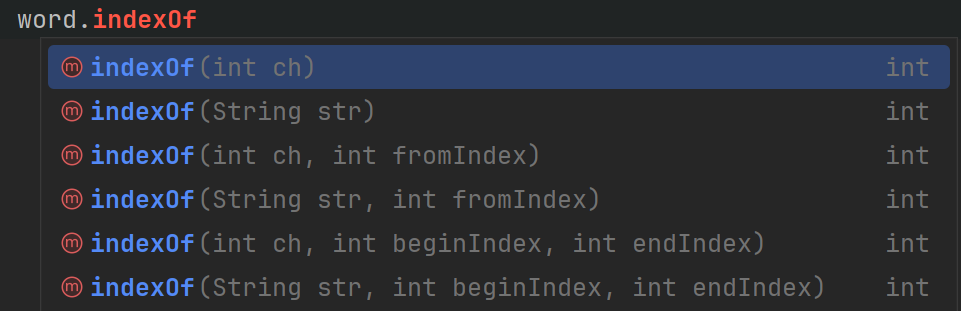 word.indexOf
m indexOf(int ch) int
m indexOf(String str) int
m indexOf(int ch, int fromIndex) int
m indexOf(String str, int fromIndex) int
m indexOf(int ch, int beginIndex, int endIndex) int
m indexOf(String str, int beginIndex, int endIndex) int